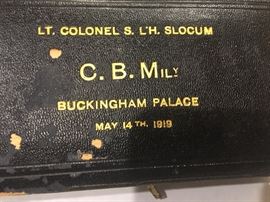 LT. COLONEL S. L'H. SLOCUM
C. B. MILY
BUCKINGHAM PALACE
MAY 14TH, 1919